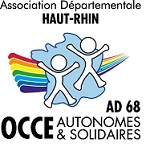 Association Départementale
HAUT-RHIN
AD 68
OCCE AUTONOMES
& SOLIDAIRES